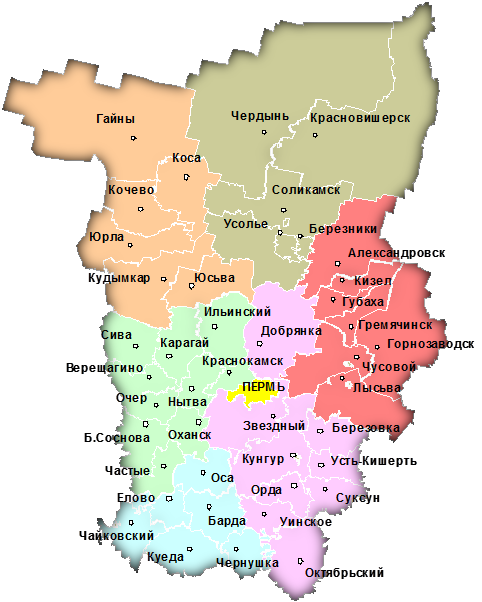 Гайны
Чердынь
Красновишерск
Коса
Кочево
Соликамск
Усолье
Березники
Юрла
Александровск
Кудымкар
Юсьва
Кизел
Губаха
Ильинский
Гремячинск
Добрянка
Сива
Карагай
Горнозаводск
Краснокамск
Верещагино
Чусовой
ПЕРМЬ
Лысьва
Очер
Нытва
Звездный
Березовка
Б.Соснова
Оханск
Кунгур
Усть-Кишерть
Частые
Оса
Орда
Суксун
Елово
Барда
Уинское
Чайковский
Куеда
Чернушка
Октябрьский